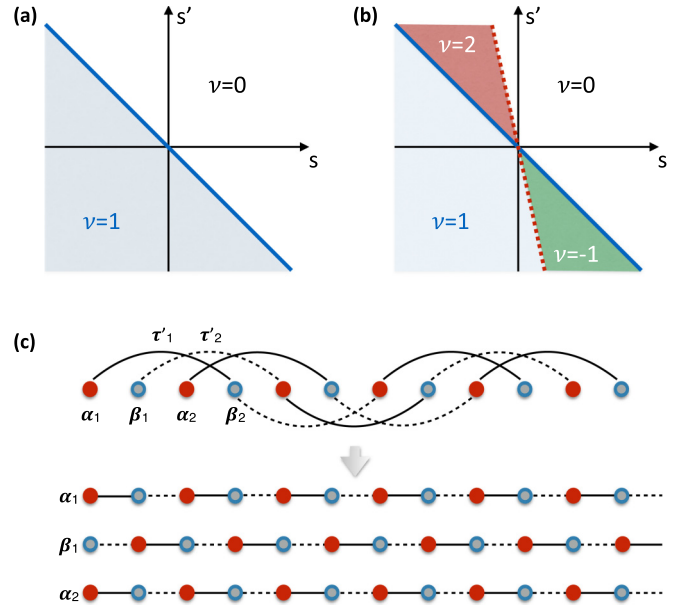 (a) s′ (b) s′
ν=0 ν=2 ν=0
s s
ν=1 ν=1
ν=-1
(c) τ′1 τ′2
α1 β1 α2 β2
α1
β1
α2